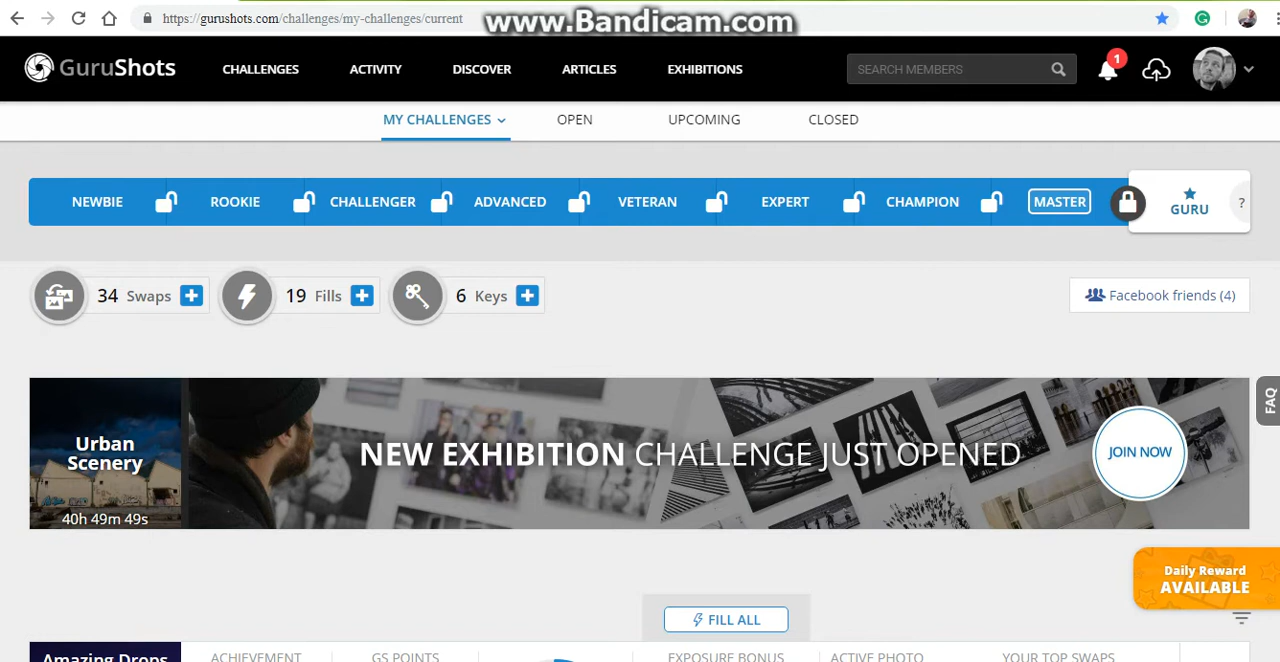 https://gurushots.com/challenges/my-challenges/current
www.Bandicam.com
GuruShots
CHALLENGES
ACTIVITY
DISCOVER
ARTICLES
EXHIBITIONS
SEARCH MEMBERS
1
MY CHALLENGES
OPEN
UPCOMING
CLOSED
NEWBIE
ROOKIE
CHALLENGER
ADVANCED
VETERAN
EXPERT
CHAMPION
MASTER
GURU
?
34 Swaps
19 Fills
6 Keys
Facebook friends (4)
FAQ
Urban
Scenery
40h 49m 49s
NEW EXHIBITION CHALLENGE JUST OPENED
JOIN NOW
Daily Reward
AVAILABLE
FILL ALL
Amazing Drops
ACHIEVEMENT
GS POINTS
EXPOSURE BONUS
ACTIVE PHOTO
YOUR TOP SWAPS